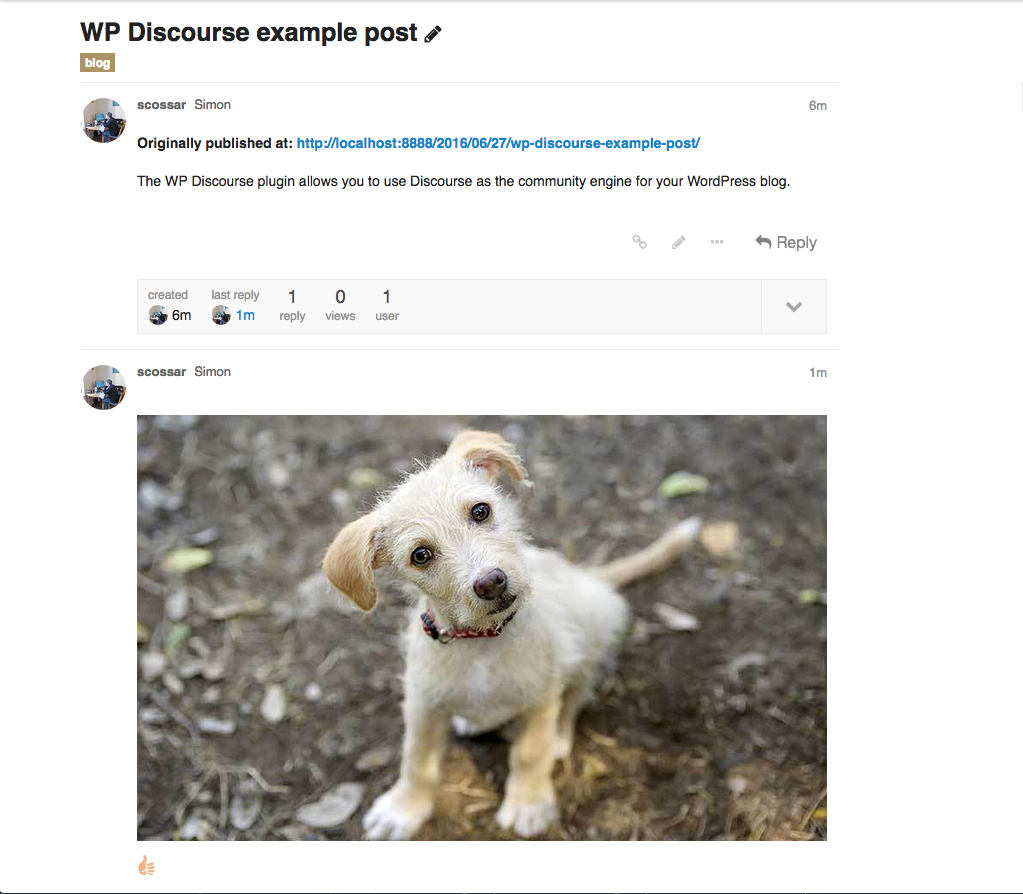 WP Discourse example post
blog
scossar Simon 6m
Originally published at: http://localhost:8888/2016/06/27/wp-discourse-example-post/
The WP Discourse plugin allows you to use Discourse as the community engine for your WordPress blog.
Reply
created last reply 1 0 1
6m 1m reply views user
scossar Simon 1m